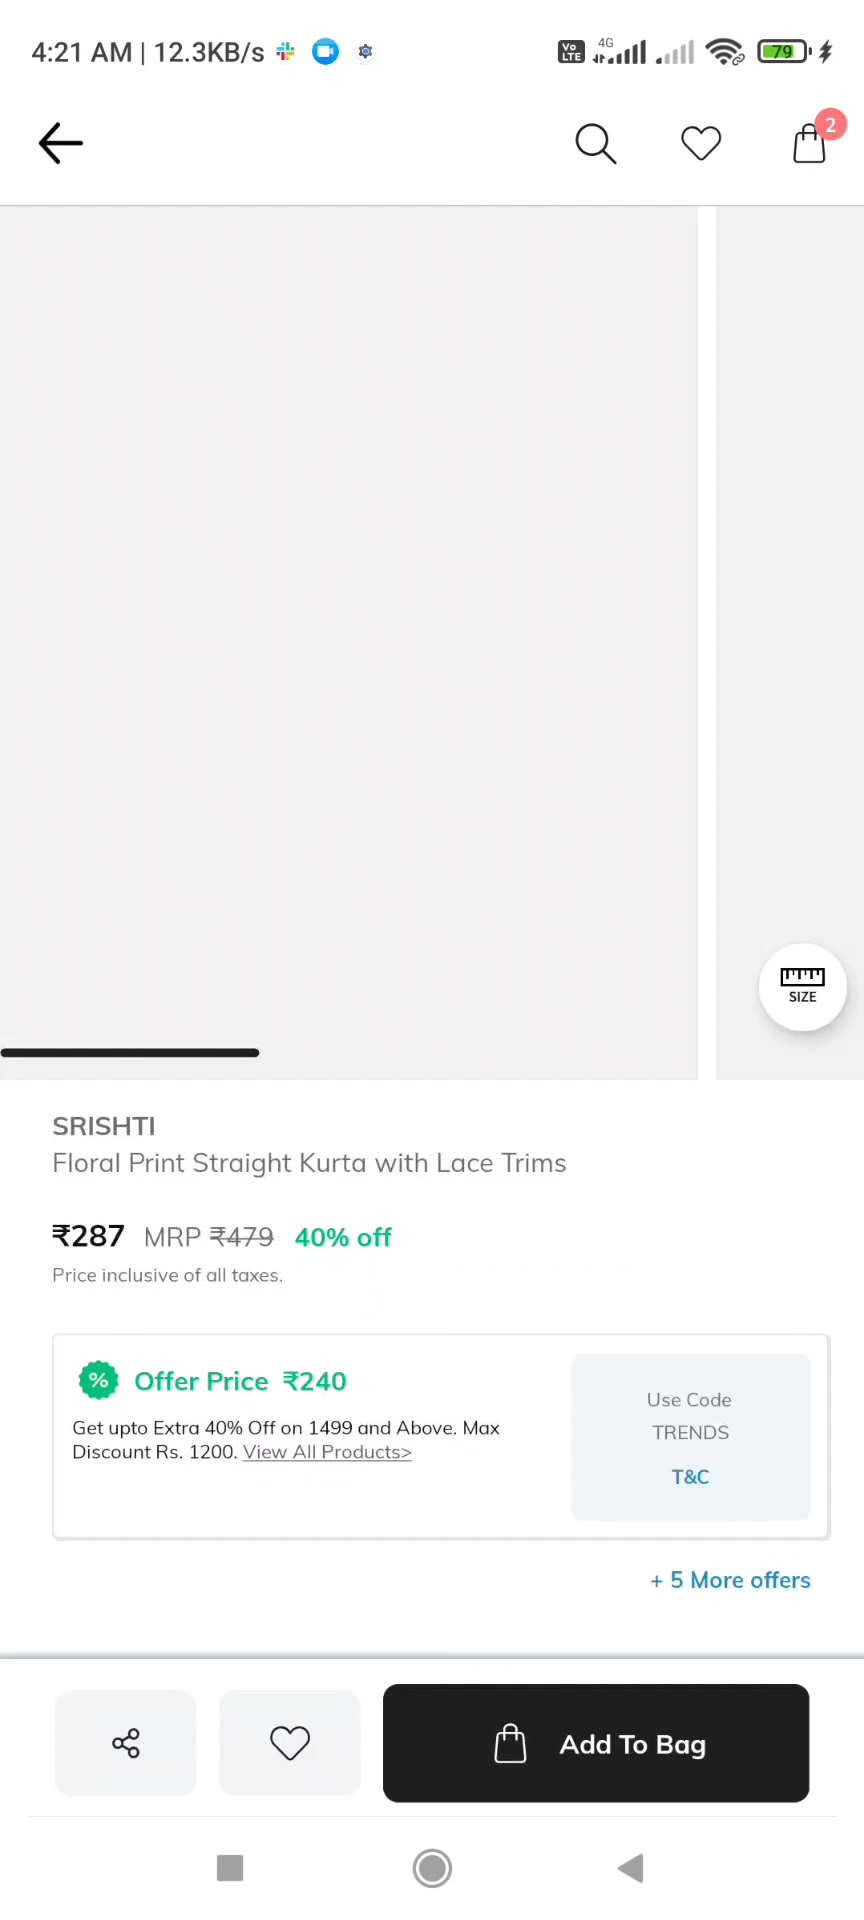 4:21 AM | 12.3KB/s
Vo LTE
4G
79
2
SIZE
SRISHTI
Floral Print Straight Kurta with Lace Trims
₹287 MRP ₹479 40% off
Price inclusive of all taxes.
% Offer Price ₹240
Get upto Extra 40% Off on 1499 and Above. Max
Discount Rs. 1200. View All Products>
Use Code
TRENDS
T&C
+ 5 More offers
Add To Bag